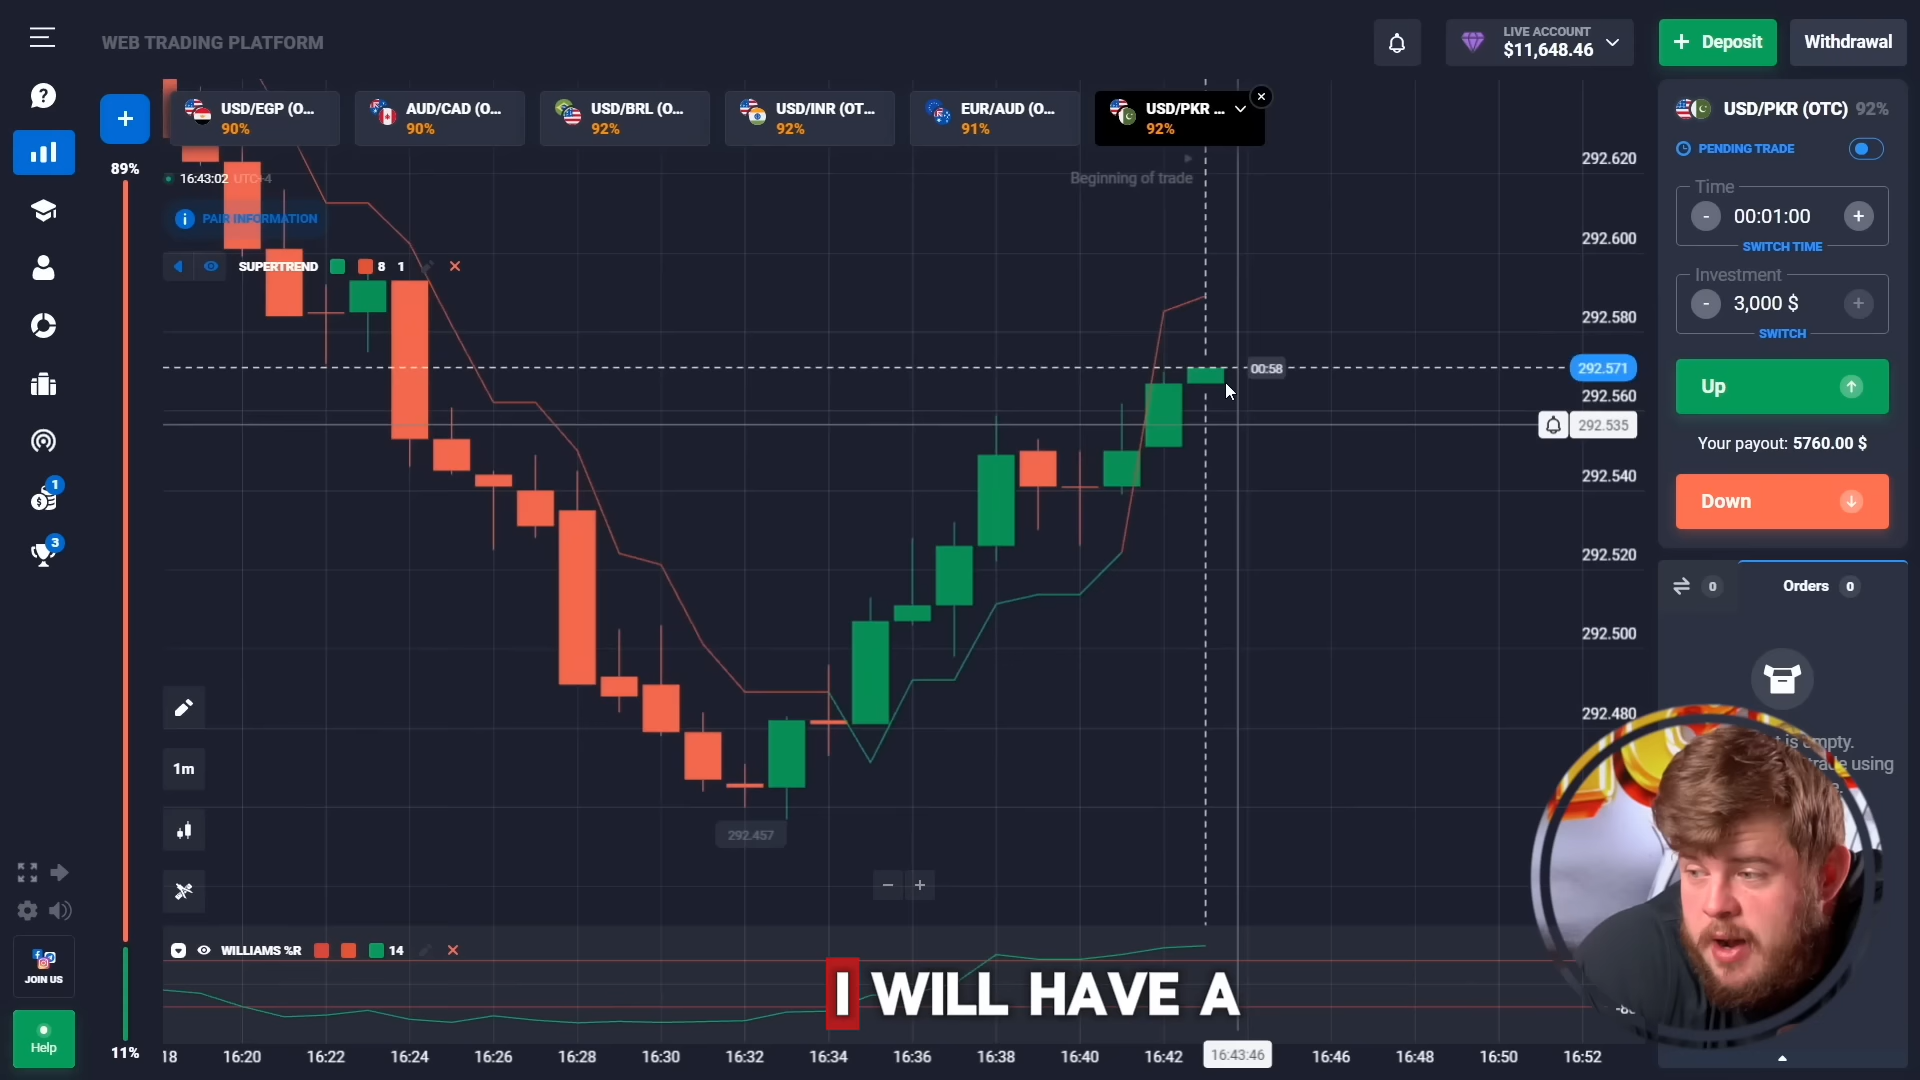 WEB TRADING PLATFORM
LIVE ACCOUNT
$11,648.46
+ Deposit
Withdrawal
USD/EGP (O...
90%
AUD/CAD (O...
90%
USD/BRL (O...
92%
USD/INR (OT...
92%
EUR/AUD (O...
91%
USD/PKR ...
92%
89%
16:43:02 UTC+4
Beginning of trade
PAIR INFORMATION
SUPERTREND 8 1
USD/PKR (OTC) 92%
PENDING TRADE
Time
- 00:01:00 +
SWITCH TIME
Investment
- 3,000 $ +
SWITCH
Up
Your payout: 5760.00 $
Down
0
Orders 0
is empty.
trade using
292.620
292.600
292.580
292.571
292.560
292.535
292.540
292.520
292.500
292.480
00:58
1
3
1m
292.457
- +
WILLIAMS %R 14
I WILL HAVE A
JOIN US
Help
11%
18
16:20
16:22
16:24
16:26
16:28
16:30
16:32
16:34
16:36
16:38
16:40
16:42
16:43:46
16:46
16:48
16:50
16:52